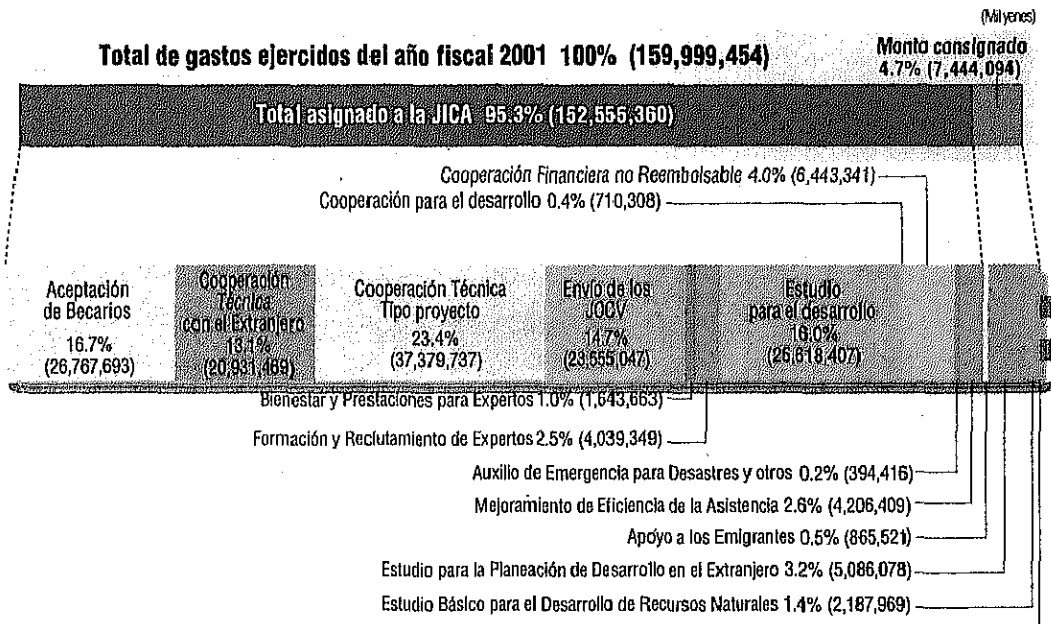 (Mil yenes)
Total de gastos ejercidos del año fiscal 2001 100% (159,999,454)
Monto consignado
4.7% (7,444,094)
Total asignado a la JICA 95.3% (152,555,360)
Cooperación Financiera no Reembolsable 4.0% (6,443,341)
Cooperación para el desarrollo 0.4% (710,308)
Aceptación
de Becarios
16.7%
(26,767,693)
Cooperación
Técnica
con el Extranjero
13.1%
(20,931,469)
Cooperación Técnica
Tipo proyecto
23.4%
(37,379,737)
Envío de los
JOCV
14.7%
(23,555,047)
Estudio
para el desarrollo
16.0%
(25,618,407)
Bienestar y Prestaciones para Expertos 1.0% (1,643,663)
Formación y Reclutamiento de Expertos 2.5% (4,039,349)
Auxilio de Emergencia para Desastres y otros 0.2% (394,416)
Mejoramiento de Eficiencia de la Asistencia 2.6% (4,206,409)
Apoyo a los Emigrantes 0.5% (865,521)
Estudio para la Planeación de Desarrollo en el Extranjero 3.2% (5,086,078)
Estudio Básico para el Desarrollo de Recursos Naturales 1.4% (2,187,969)